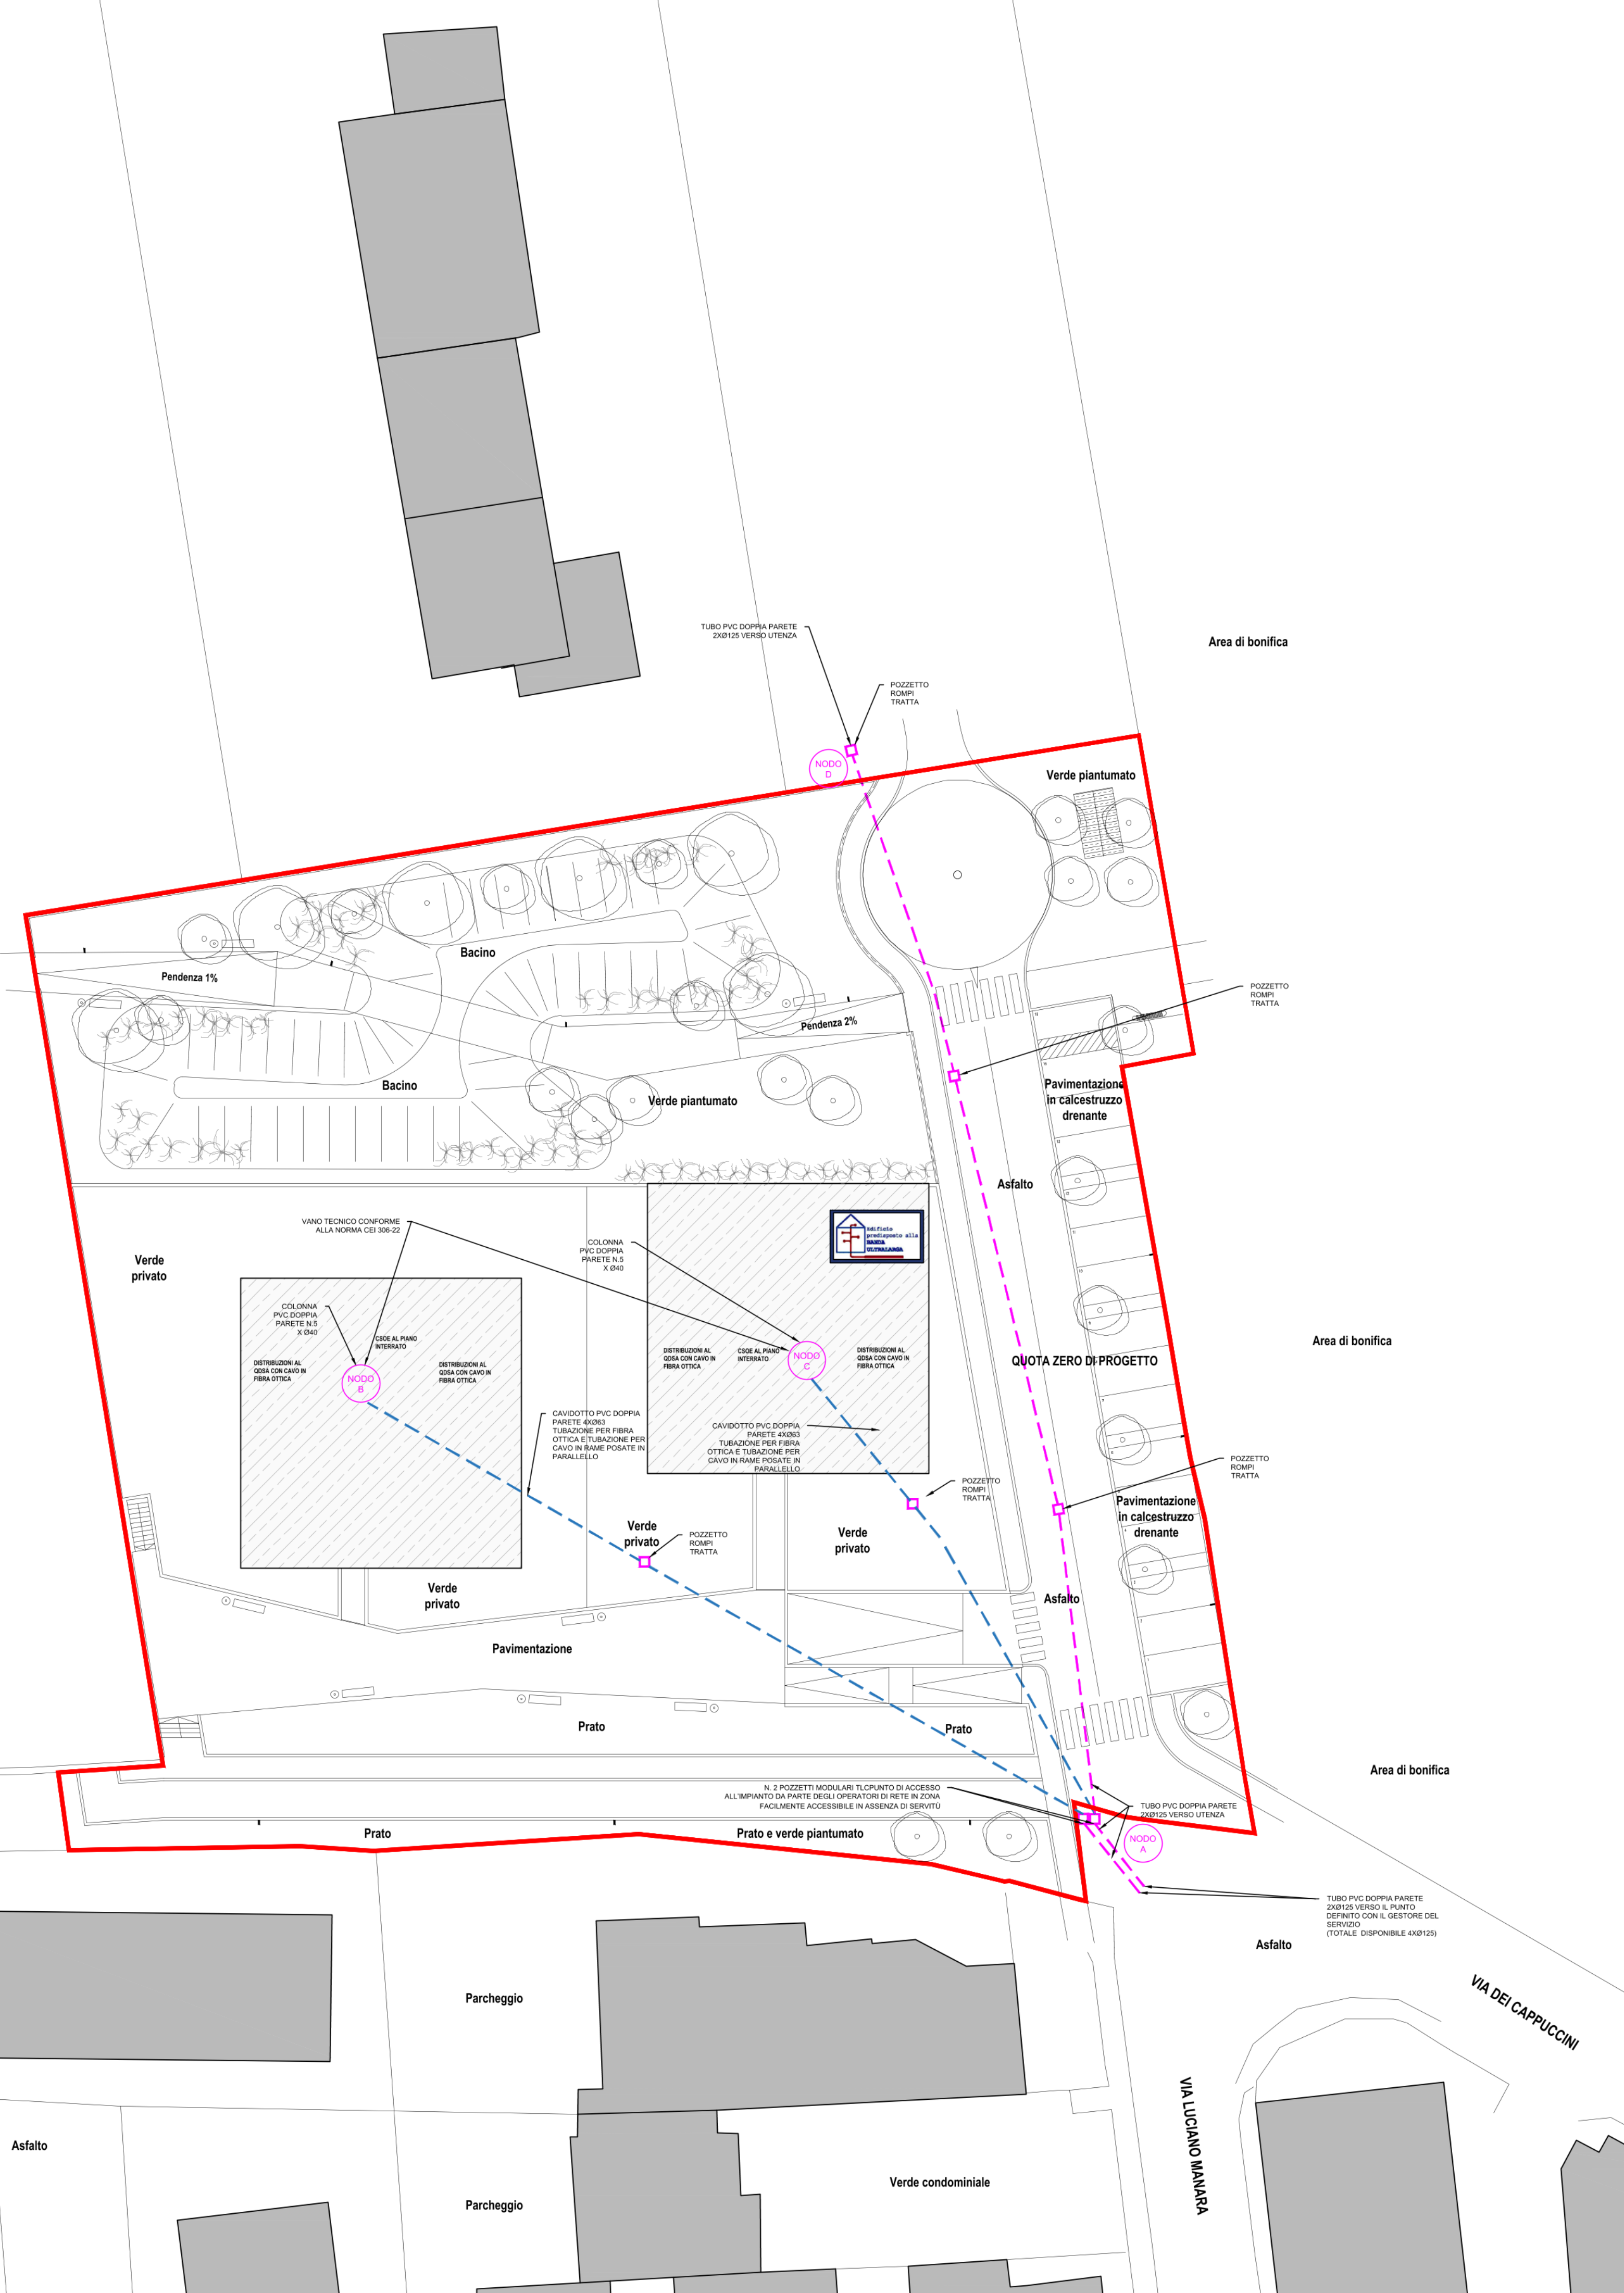 TUBO PVC DOPPIA PARETE
2XØ125 VERSO UTENZA
Area di bonifica
POZZETTO
ROMPI
TRATTA
NODO
D
Verde piantumato
Bacino
Pendenza 1%
POZZETTO
ROMPI
TRATTA
Pendenza 2%
Bacino
Verde piantumato
Pavimentazione
in calcestruzzo
drenante
Asfalto
VANO TECNICO CONFORME
ALLA NORMA CEI 306-22
COLONNA
PVC DOPPIA
PARETE N.5
X Ø40
Edificio
predisposto alla
BANDA
ULTRALARGA
Verde
privato
COLONNA
PVC DOPPIA
PARETE N.5
X Ø40
CSOE AL PIANO
INTERRATO
DISTRIBUZIONI AL
QDSA CON CAVO IN
FIBRA OTTICA
DISTRIBUZIONI AL
QDSA CON CAVO IN
FIBRA OTTICA
NODO
B
DISTRIBUZIONI AL
QDSA CON CAVO IN
FIBRA OTTICA
CSOE AL PIANO
INTERRATO
NODO
C
DISTRIBUZIONI AL
QDSA CON CAVO IN
FIBRA OTTICA
QUOTA ZERO DI PROGETTO
Area di bonifica
CAVIDOTTO PVC DOPPIA
PARETE 4XØ63
TUBAZIONE PER FIBRA
OTTICA E TUBAZIONE PER
CAVO IN RAME POSATE IN
PARALLELLO
CAVIDOTTO PVC DOPPIA
PARETE 4XØ63
TUBAZIONE PER FIBRA
OTTICA E TUBAZIONE PER
CAVO IN RAME POSATE IN
PARALLELLO
POZZETTO
ROMPI
TRATTA
POZZETTO
ROMPI
TRATTA
Pavimentazione
in calcestruzzo
drenante
Verde
privato
POZZETTO
ROMPI
TRATTA
Verde
privato
Verde
privato
Asfalto
Pavimentazione
Prato
Prato
Area di bonifica
N. 2 POZZETTI MODULARI TLCPUNTO DI ACCESSO
ALL'IMPIANTO DA PARTE DEGLI OPERATORI DI RETE IN ZONA
FACILMENTE ACCESSIBILE IN ASSENZA DI SERVITÙ
TUBO PVC DOPPIA PARETE
2XØ125 VERSO UTENZA
Prato
Prato e verde piantumato
NODO
A
TUBO PVC DOPPIA PARETE
2XØ125 VERSO IL PUNTO
DEFINITO CON IL GESTORE DEL
SERVIZIO
(TOTALE DISPONIBILE 4XØ125)
Asfalto
Parcheggio
VIA DEI CAPPUCCINI
VIA LUCIANO MANARA
Asfalto
Verde condominiale
Parcheggio